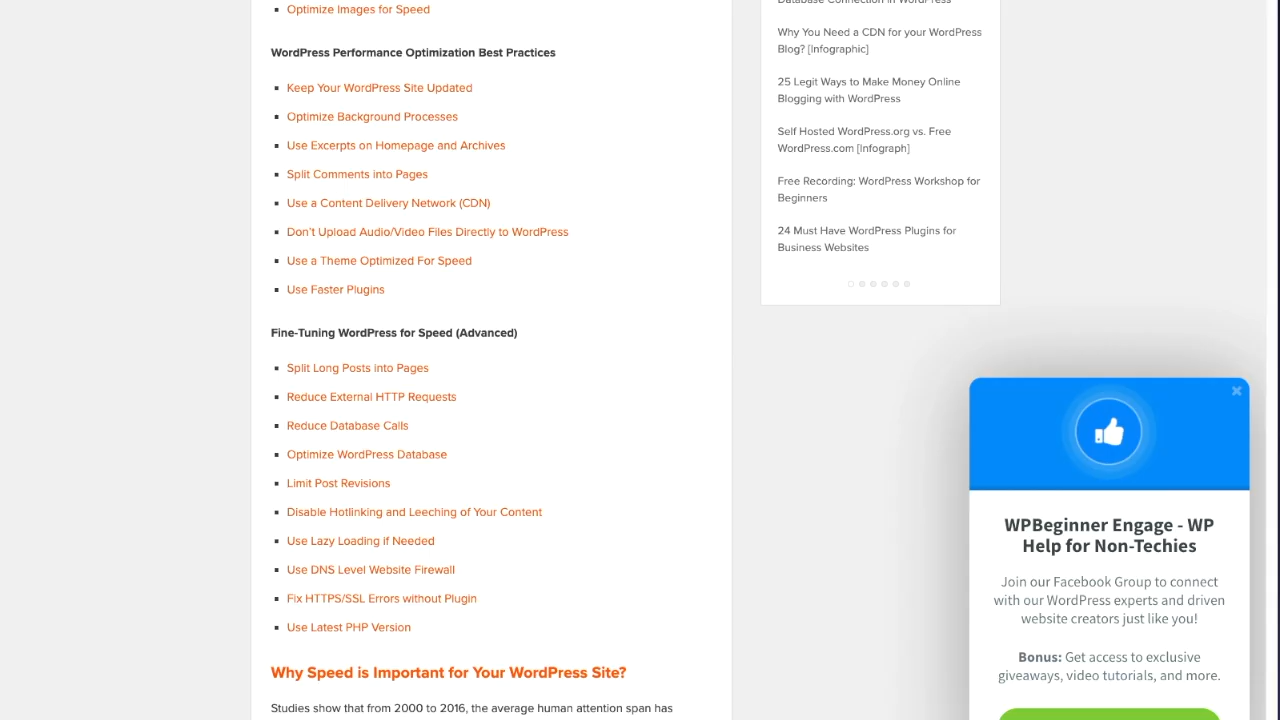 Optimize Images for Speed
WordPress Performance Optimization Best Practices
Keep Your WordPress Site Updated
Optimize Background Processes
Use Excerpts on Homepage and Archives
Split Comments into Pages
Use a Content Delivery Network (CDN)
Don't Upload Audio/Video Files Directly to WordPress
Use a Theme Optimized For Speed
Use Faster Plugins
Fine-Tuning WordPress for Speed (Advanced)
Split Long Posts into Pages
Reduce External HTTP Requests
Reduce Database Calls
Optimize WordPress Database
Limit Post Revisions
Disable Hotlinking and Leeching of Your Content
Use Lazy Loading if Needed
Use DNS Level Website Firewall
Fix HTTPS/SSL Errors without Plugin
Use Latest PHP Version
Why Speed is Important for Your WordPress Site?
Studies show that from 2000 to 2016, the average human attention span has
Database Connection in WordPress
Why You Need a CDN for your WordPress
Blog? [Infographic]
25 Legit Ways to Make Money Online
Blogging with WordPress
Self Hosted WordPress.org vs. Free
WordPress.com [Infograph]
Free Recording: WordPress Workshop for
Beginners
24 Must Have WordPress Plugins for
Business Websites
WPBeginner Engage - WP
Help for Non-Techies
Join our Facebook Group to connect
with our WordPress experts and driven
website creators just like you!
Bonus: Get access to exclusive
giveaways, video tutorials, and more.